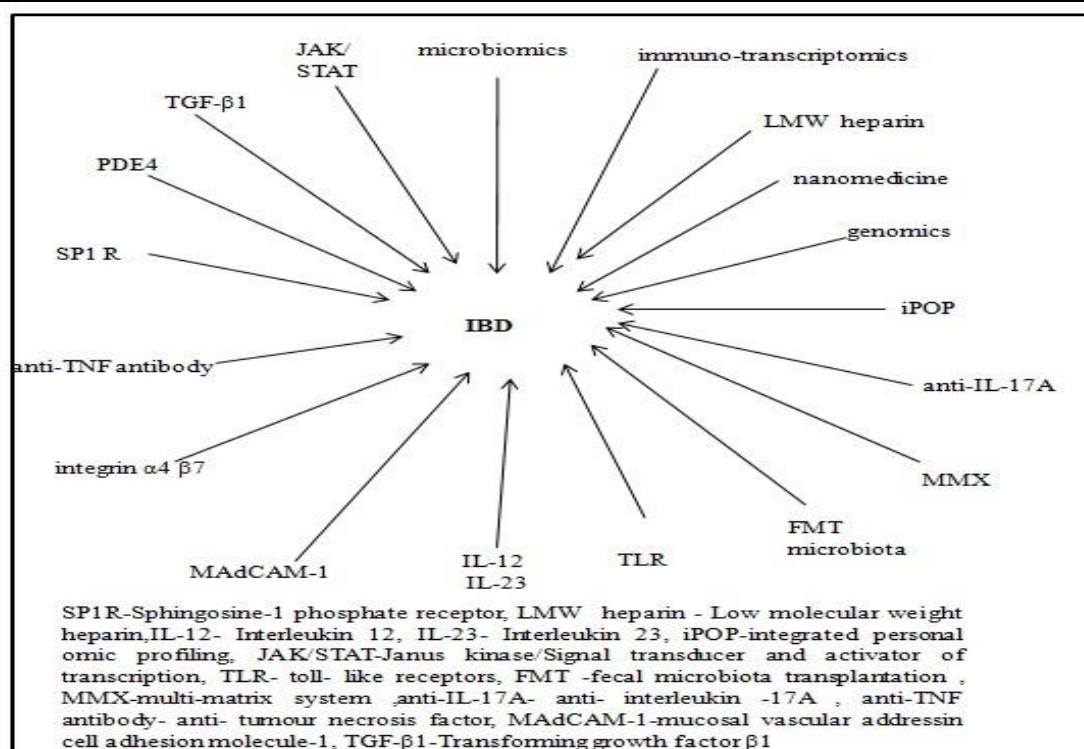 JAK/
STAT
microbiomics
immuno-transcriptomics
TGF-β1
LMW heparin
PDE4
nanomedicine
genomics
SP1 R
iPOP
IBD
anti-TNF antibody
anti-IL-17A
integrin α4 β7
MMX
FMT
microbiota
MAdCAM-1
IL-12
IL-23
TLR
SP1R-Sphingosine-1 phosphate receptor, LMW heparin - Low molecular weight
heparin,IL-12- Interleukin 12, IL-23- Interleukin 23, iPOP-integrated personal
omic profiling, JAK/STAT-Janus kinase/Signal transducer and activator of
transcription, TLR- toll- like receptors, FMT -fecal microbiota transplantation ,
MMX-multi-matrix system ,anti-IL-17A- anti- interleukin -17A , anti-TNF
antibody- anti- tumour necrosis factor, MAdCAM-1-mucosal vascular addressin
cell adhesion molecule-1, TGF-β1-Transforming growth factor β1